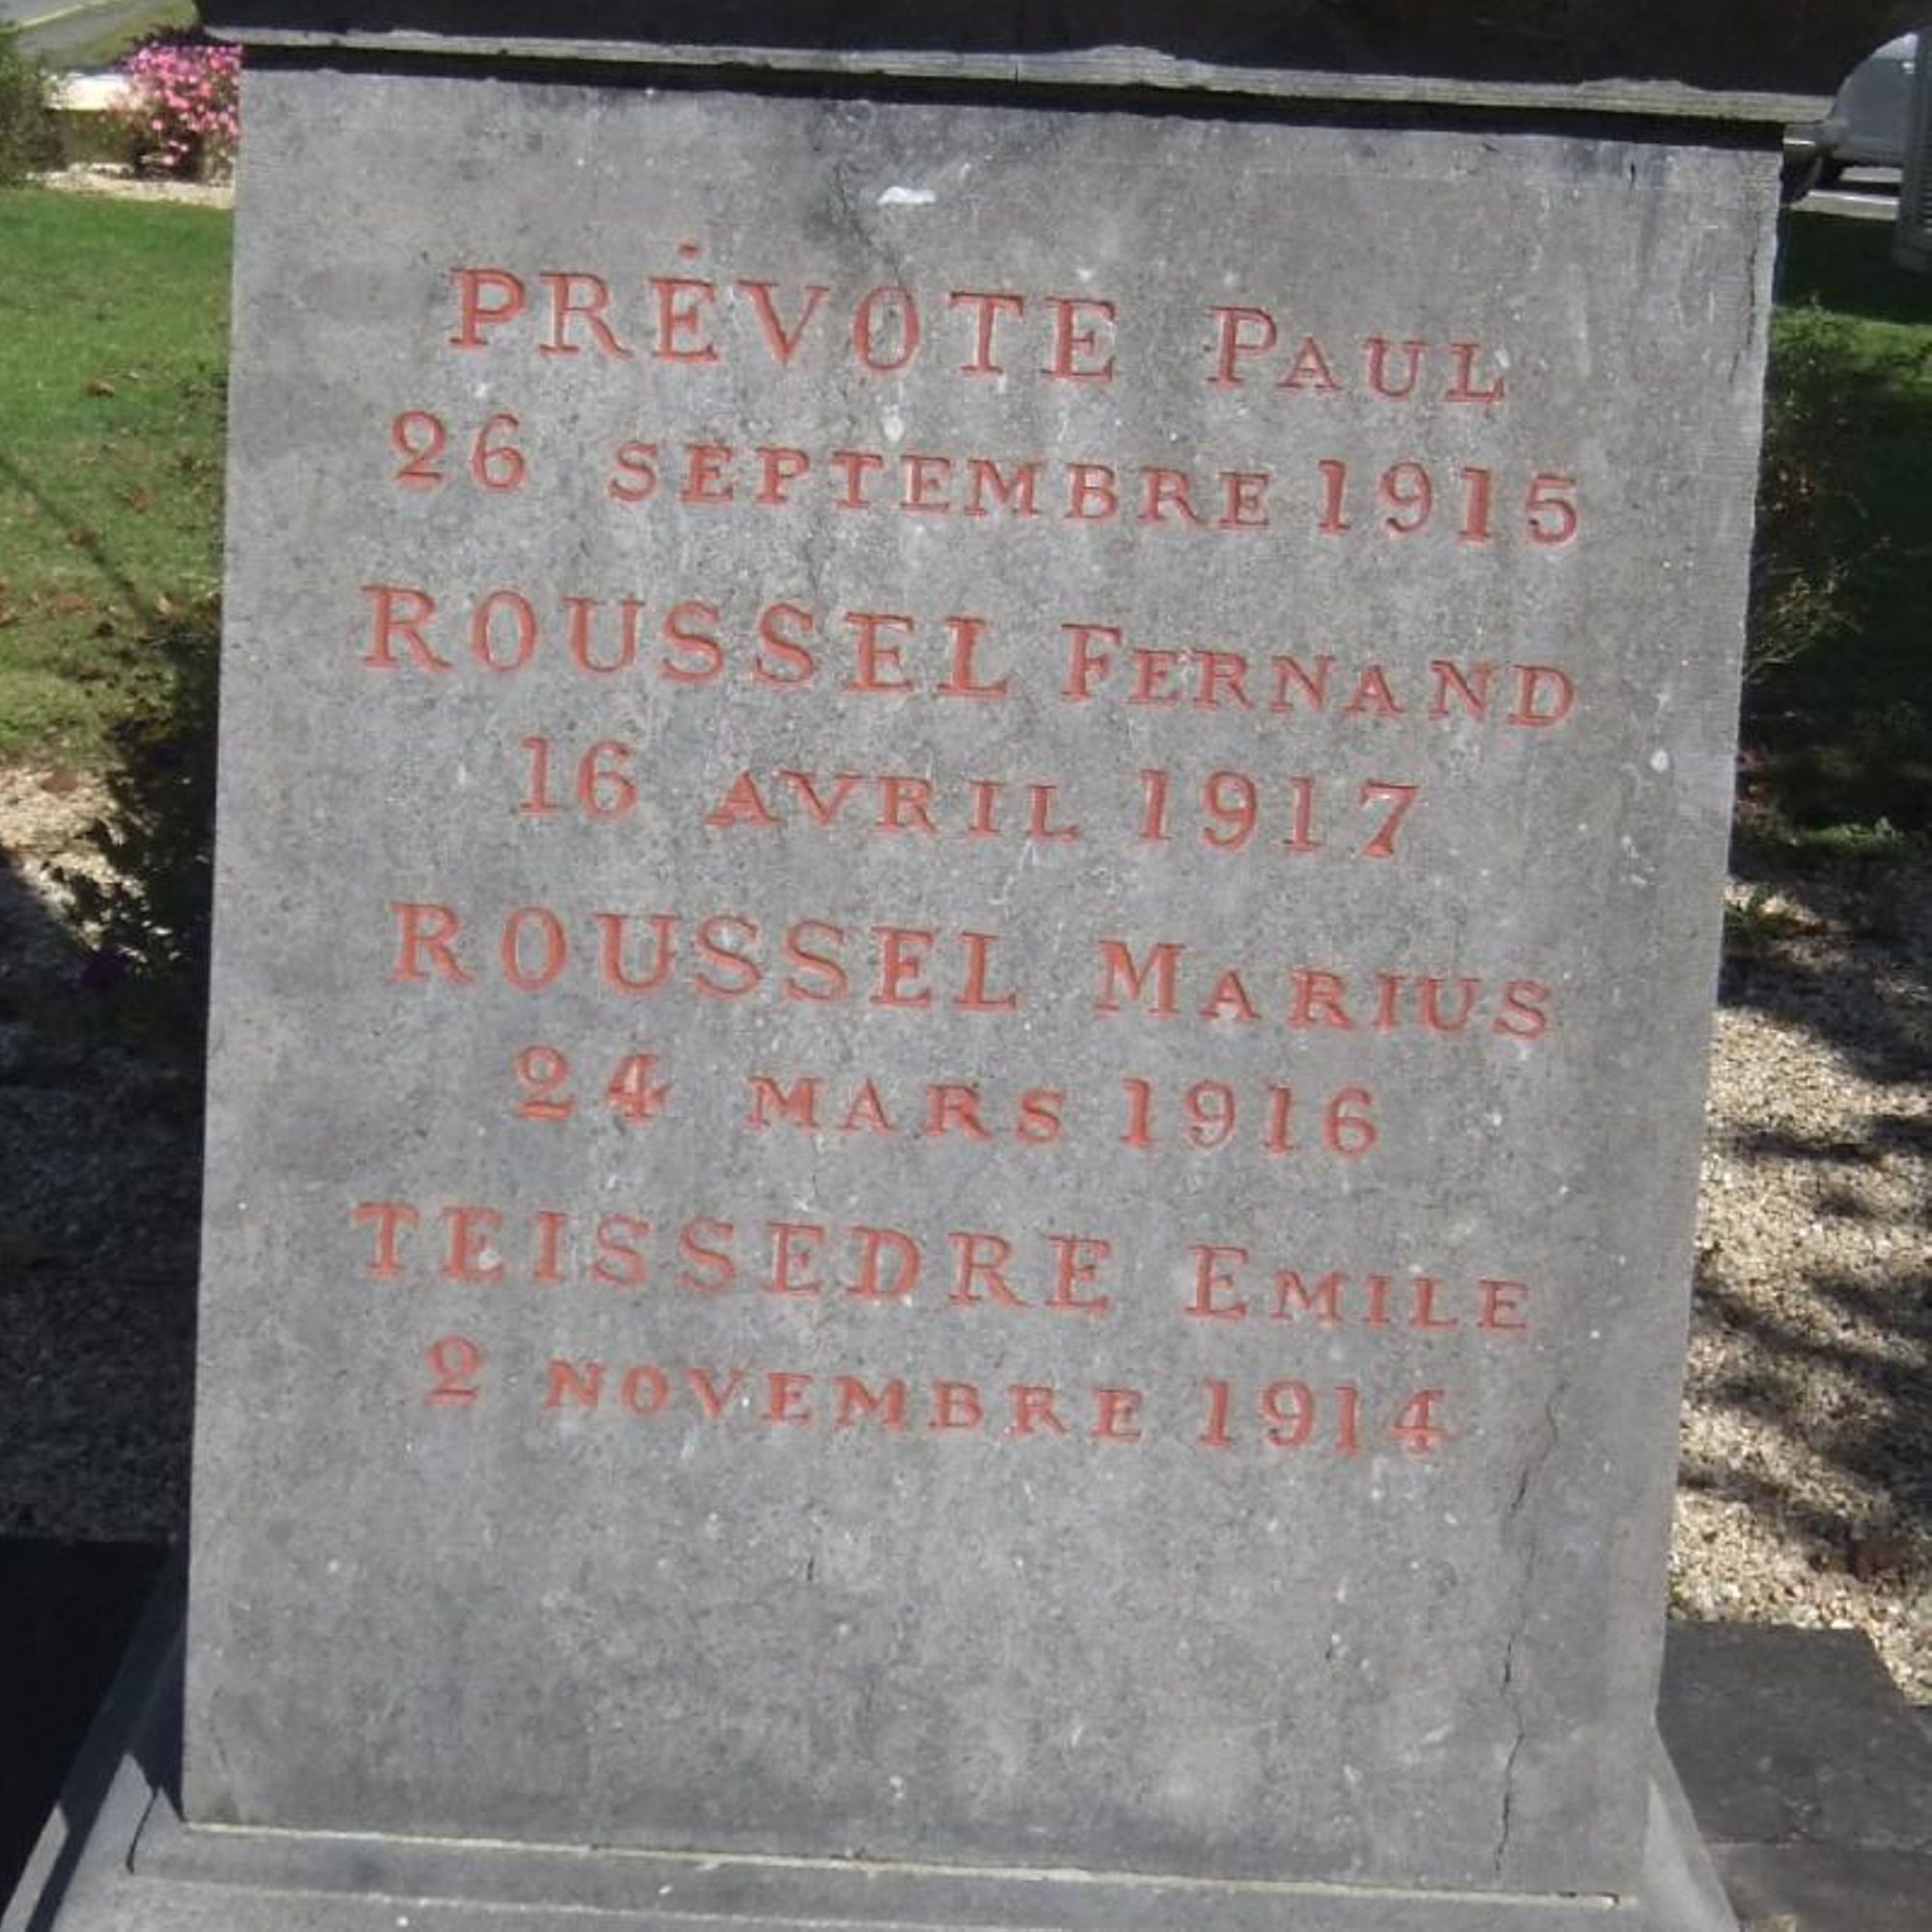 PRÉVOTE PAUL
26 SEPTEMBRE 1915
ROUSSEL FERNAND
16 AVRIL 1917
ROUSSEL MARIUS
24 MARS 1916
TEISSEDRE EMILE
2 NOVEMBRE 1914